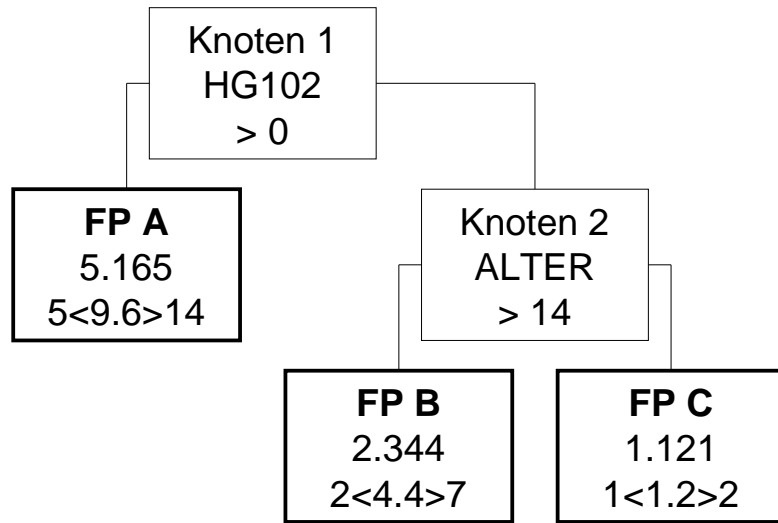 Knoten 1
HG102
> 0
FP A
5.165
5<9.6>14
Knoten 2
ALTER
> 14
FP B
2.344
2<4.4>7
FP C
1.121
1<1.2>2